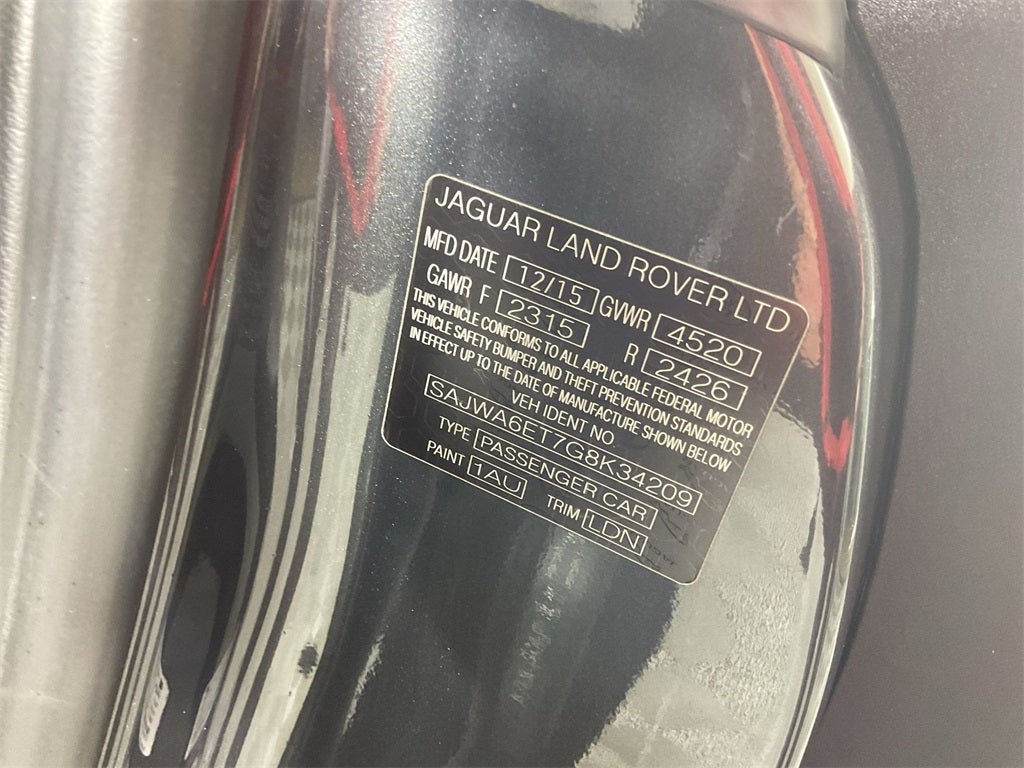 JAGUAR LAND ROVER LTD
MFD DATE 12/15 GVWR 4520
GAWR F 2315 R 2426
THIS VEHICLE CONFORMS TO ALL APPLICABLE FEDERAL MOTOR
VEHICLE SAFETY BUMPER AND THEFT PREVENTION STANDARDS
IN EFFECT UP TO THE DATE OF MANUFACTURE SHOWN BELOW
VEH IDENT NO
SAJWA6ET7G8K34209
TYPE PASSENGER CAR
PAINT 1AU TRIM LDN